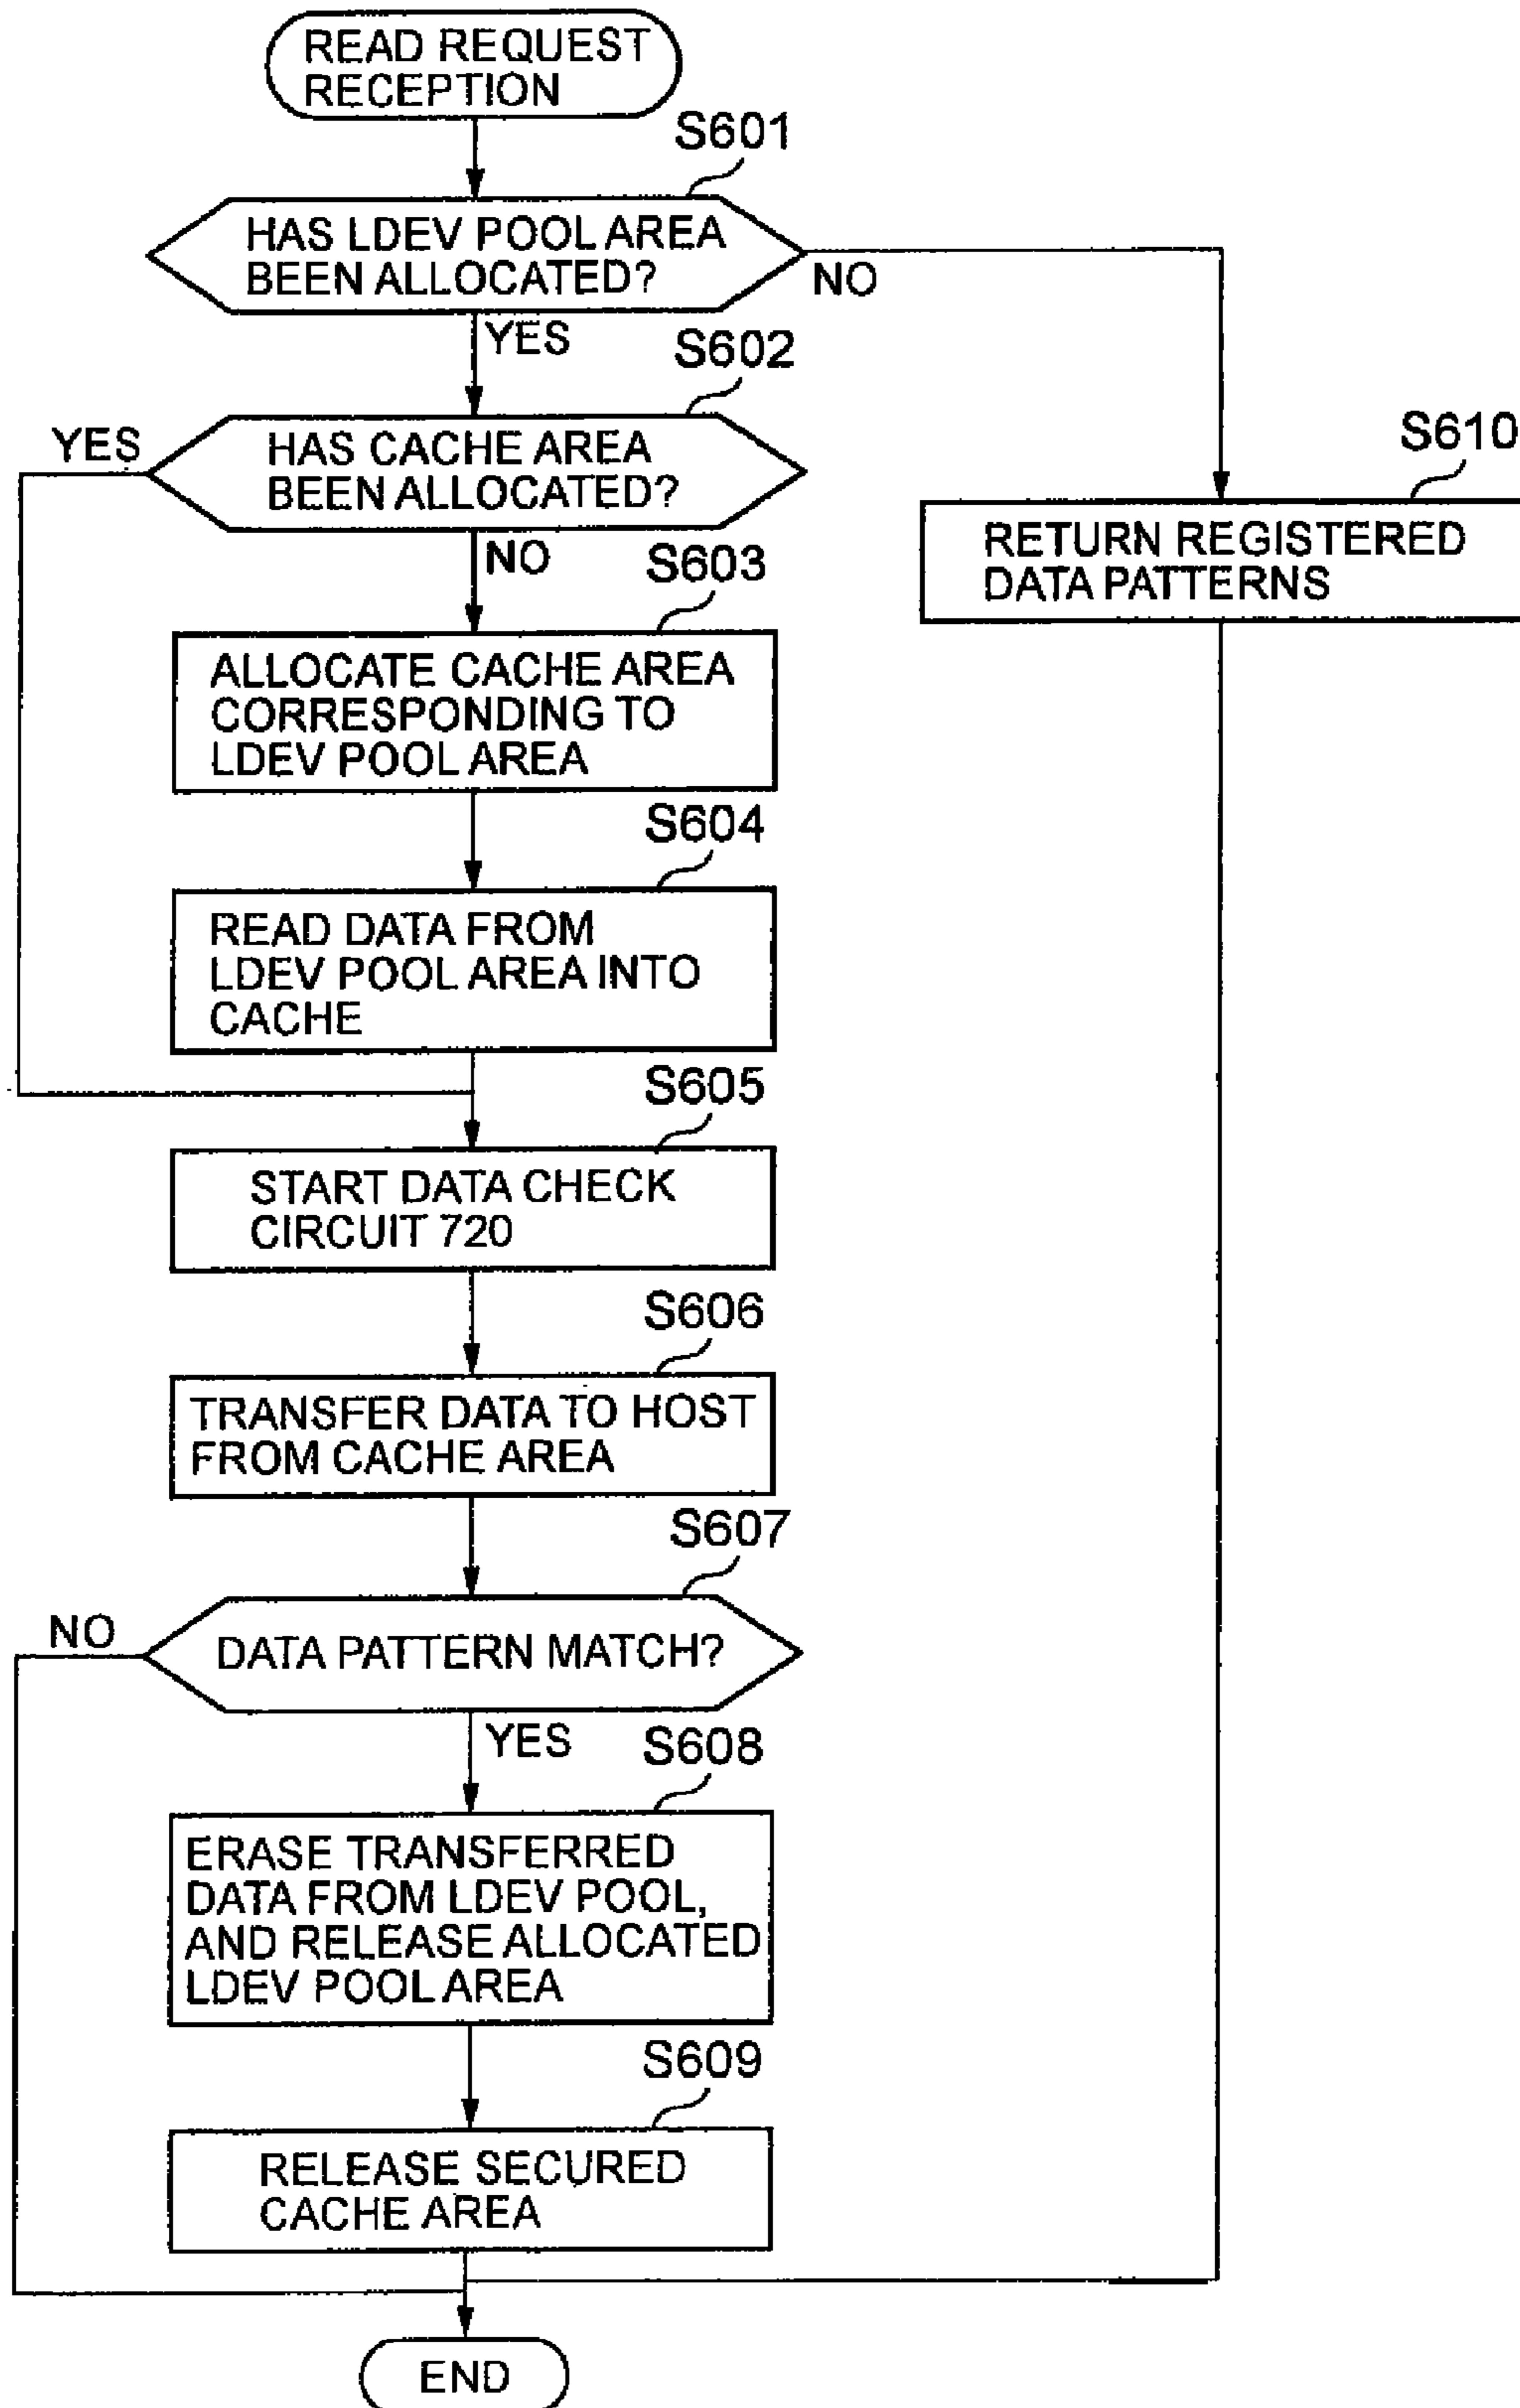 READ REQUEST
RECEPTION
S601
HAS LDEV POOL AREA
BEEN ALLOCATED?
NO
YES
S602
YES
HAS CACHE AREA
BEEN ALLOCATED?
S610
NO
RETURN REGISTERED
DATA PATTERNS
S603
ALLOCATE CACHE AREA
CORRESPONDING TO
LDEV POOL AREA
S604
READ DATA FROM
LDEV POOL AREA INTO
CACHE
S605
START DATA CHECK
CIRCUIT 720
S606
TRANSFER DATA TO HOST
FROM CACHE AREA
S607
NO
DATA PATTERN MATCH?
YES
S608
ERASE TRANSFERRED
DATA FROM LDEV POOL,
AND RELEASE ALLOCATED
LDEV POOL AREA
S609
RELEASE SECURED
CACHE AREA
END